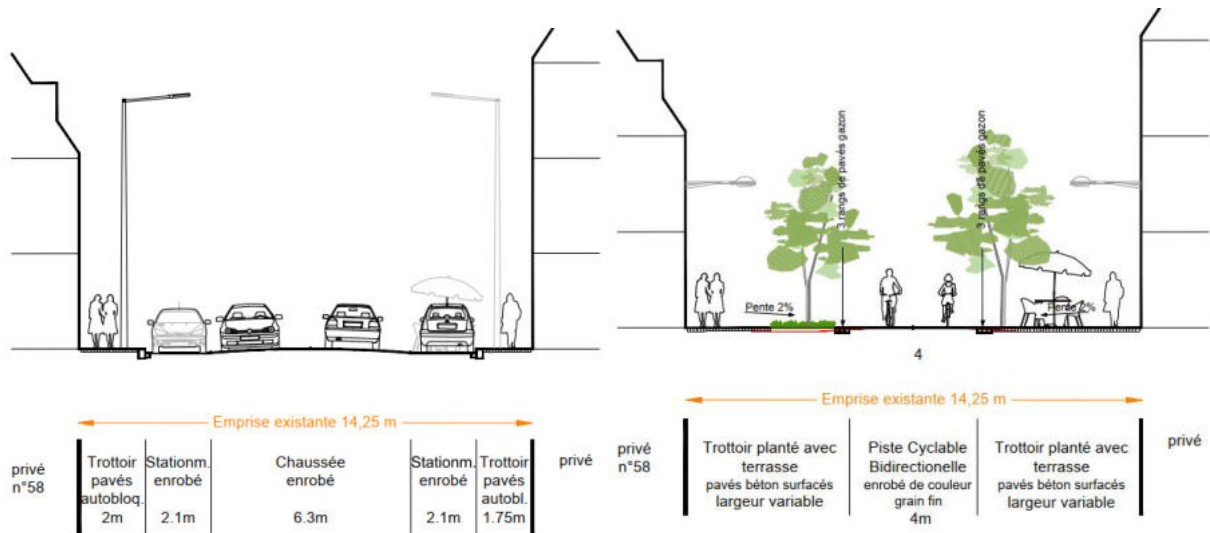 3 rangs de pavés gazon
3 rangs de pavés gazon
Pente 2%
Pente 2%
4
Emprise existante 14,25 m
privé
n°58
Trottoir
pavés
autobloq.
2m
Stationm.
enrobé
2.1m
Chaussée
enrobé
6.3m
Stationm.
enrobé
2.1m
Trottoir
pavés
autobl.
1.75m
privé
Emprise existante 14,25 m
privé
n°58
Trottoir planté avec
terrasse
pavés béton surfacés
largeur variable
Piste Cyclable
Bidirectionelle
enrobé de couleur
grain fin
4m
Trottoir planté avec
terrasse
pavés béton surfacés
largeur variable
privé